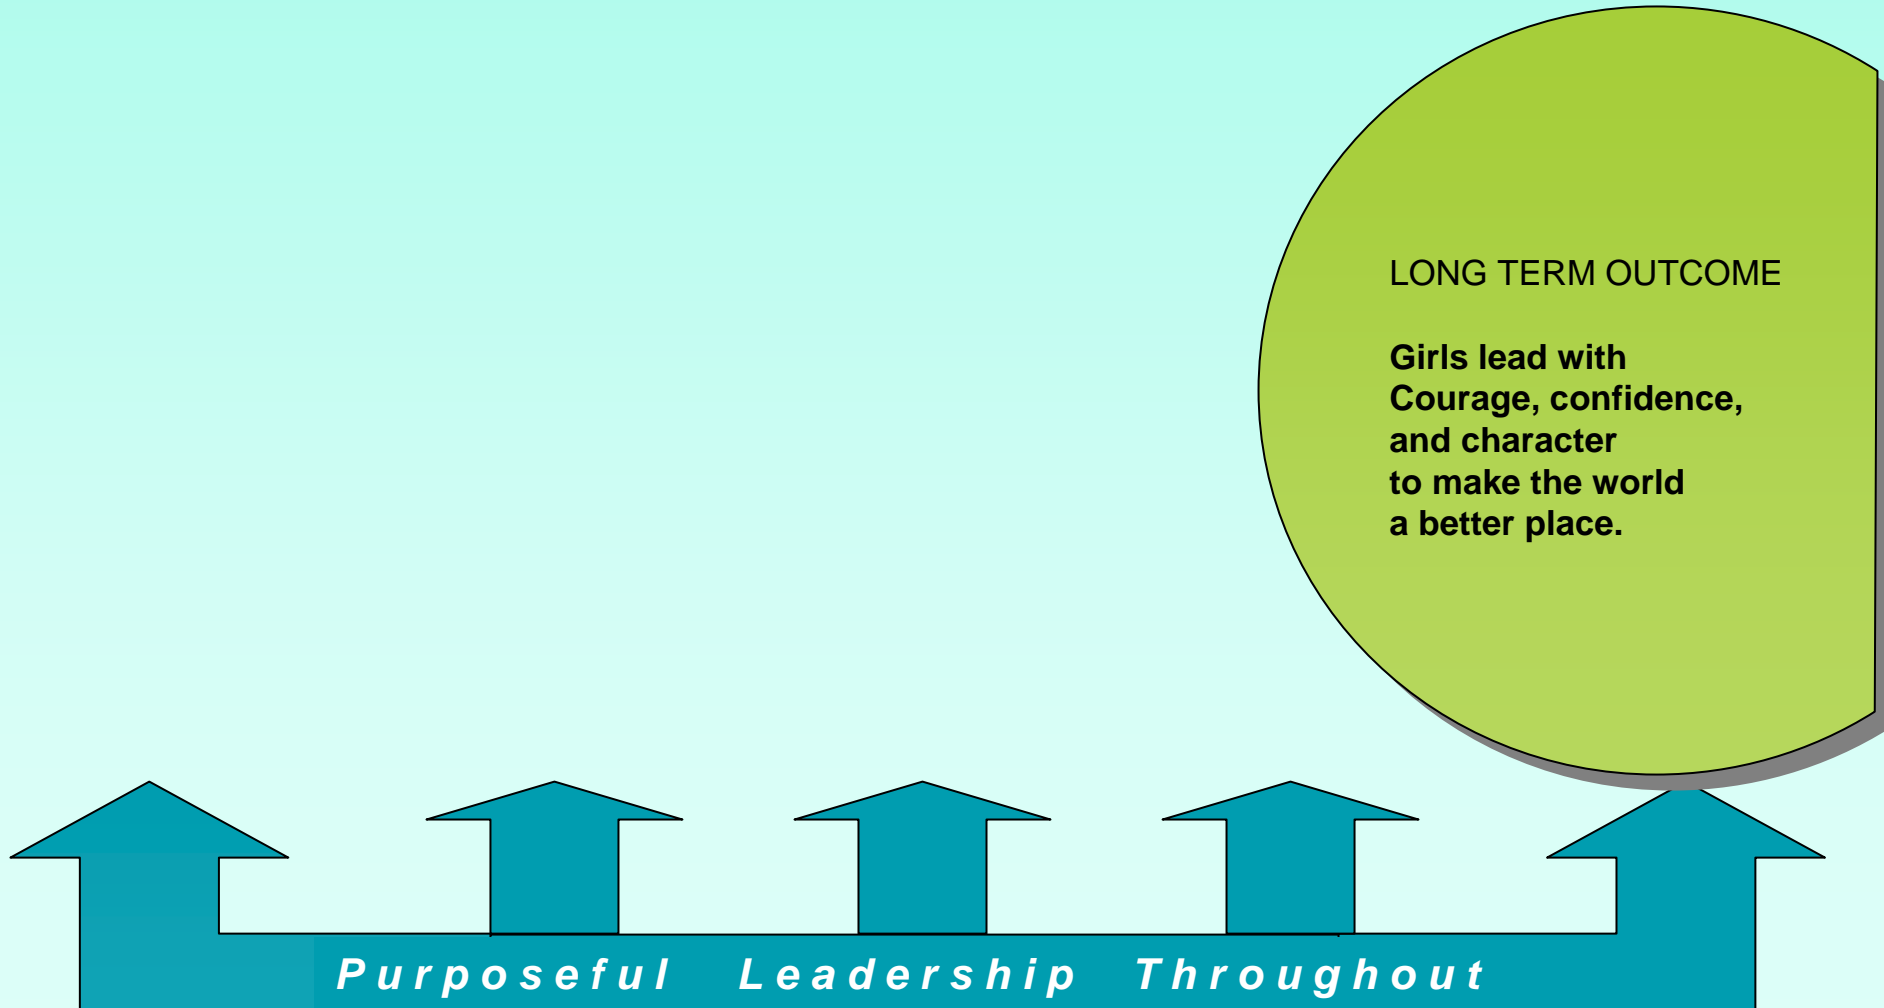 LONG TERM OUTCOME
Girls lead with
Courage, confidence,
and character
to make the world
a better place.
Purposeful Leadership Throughout